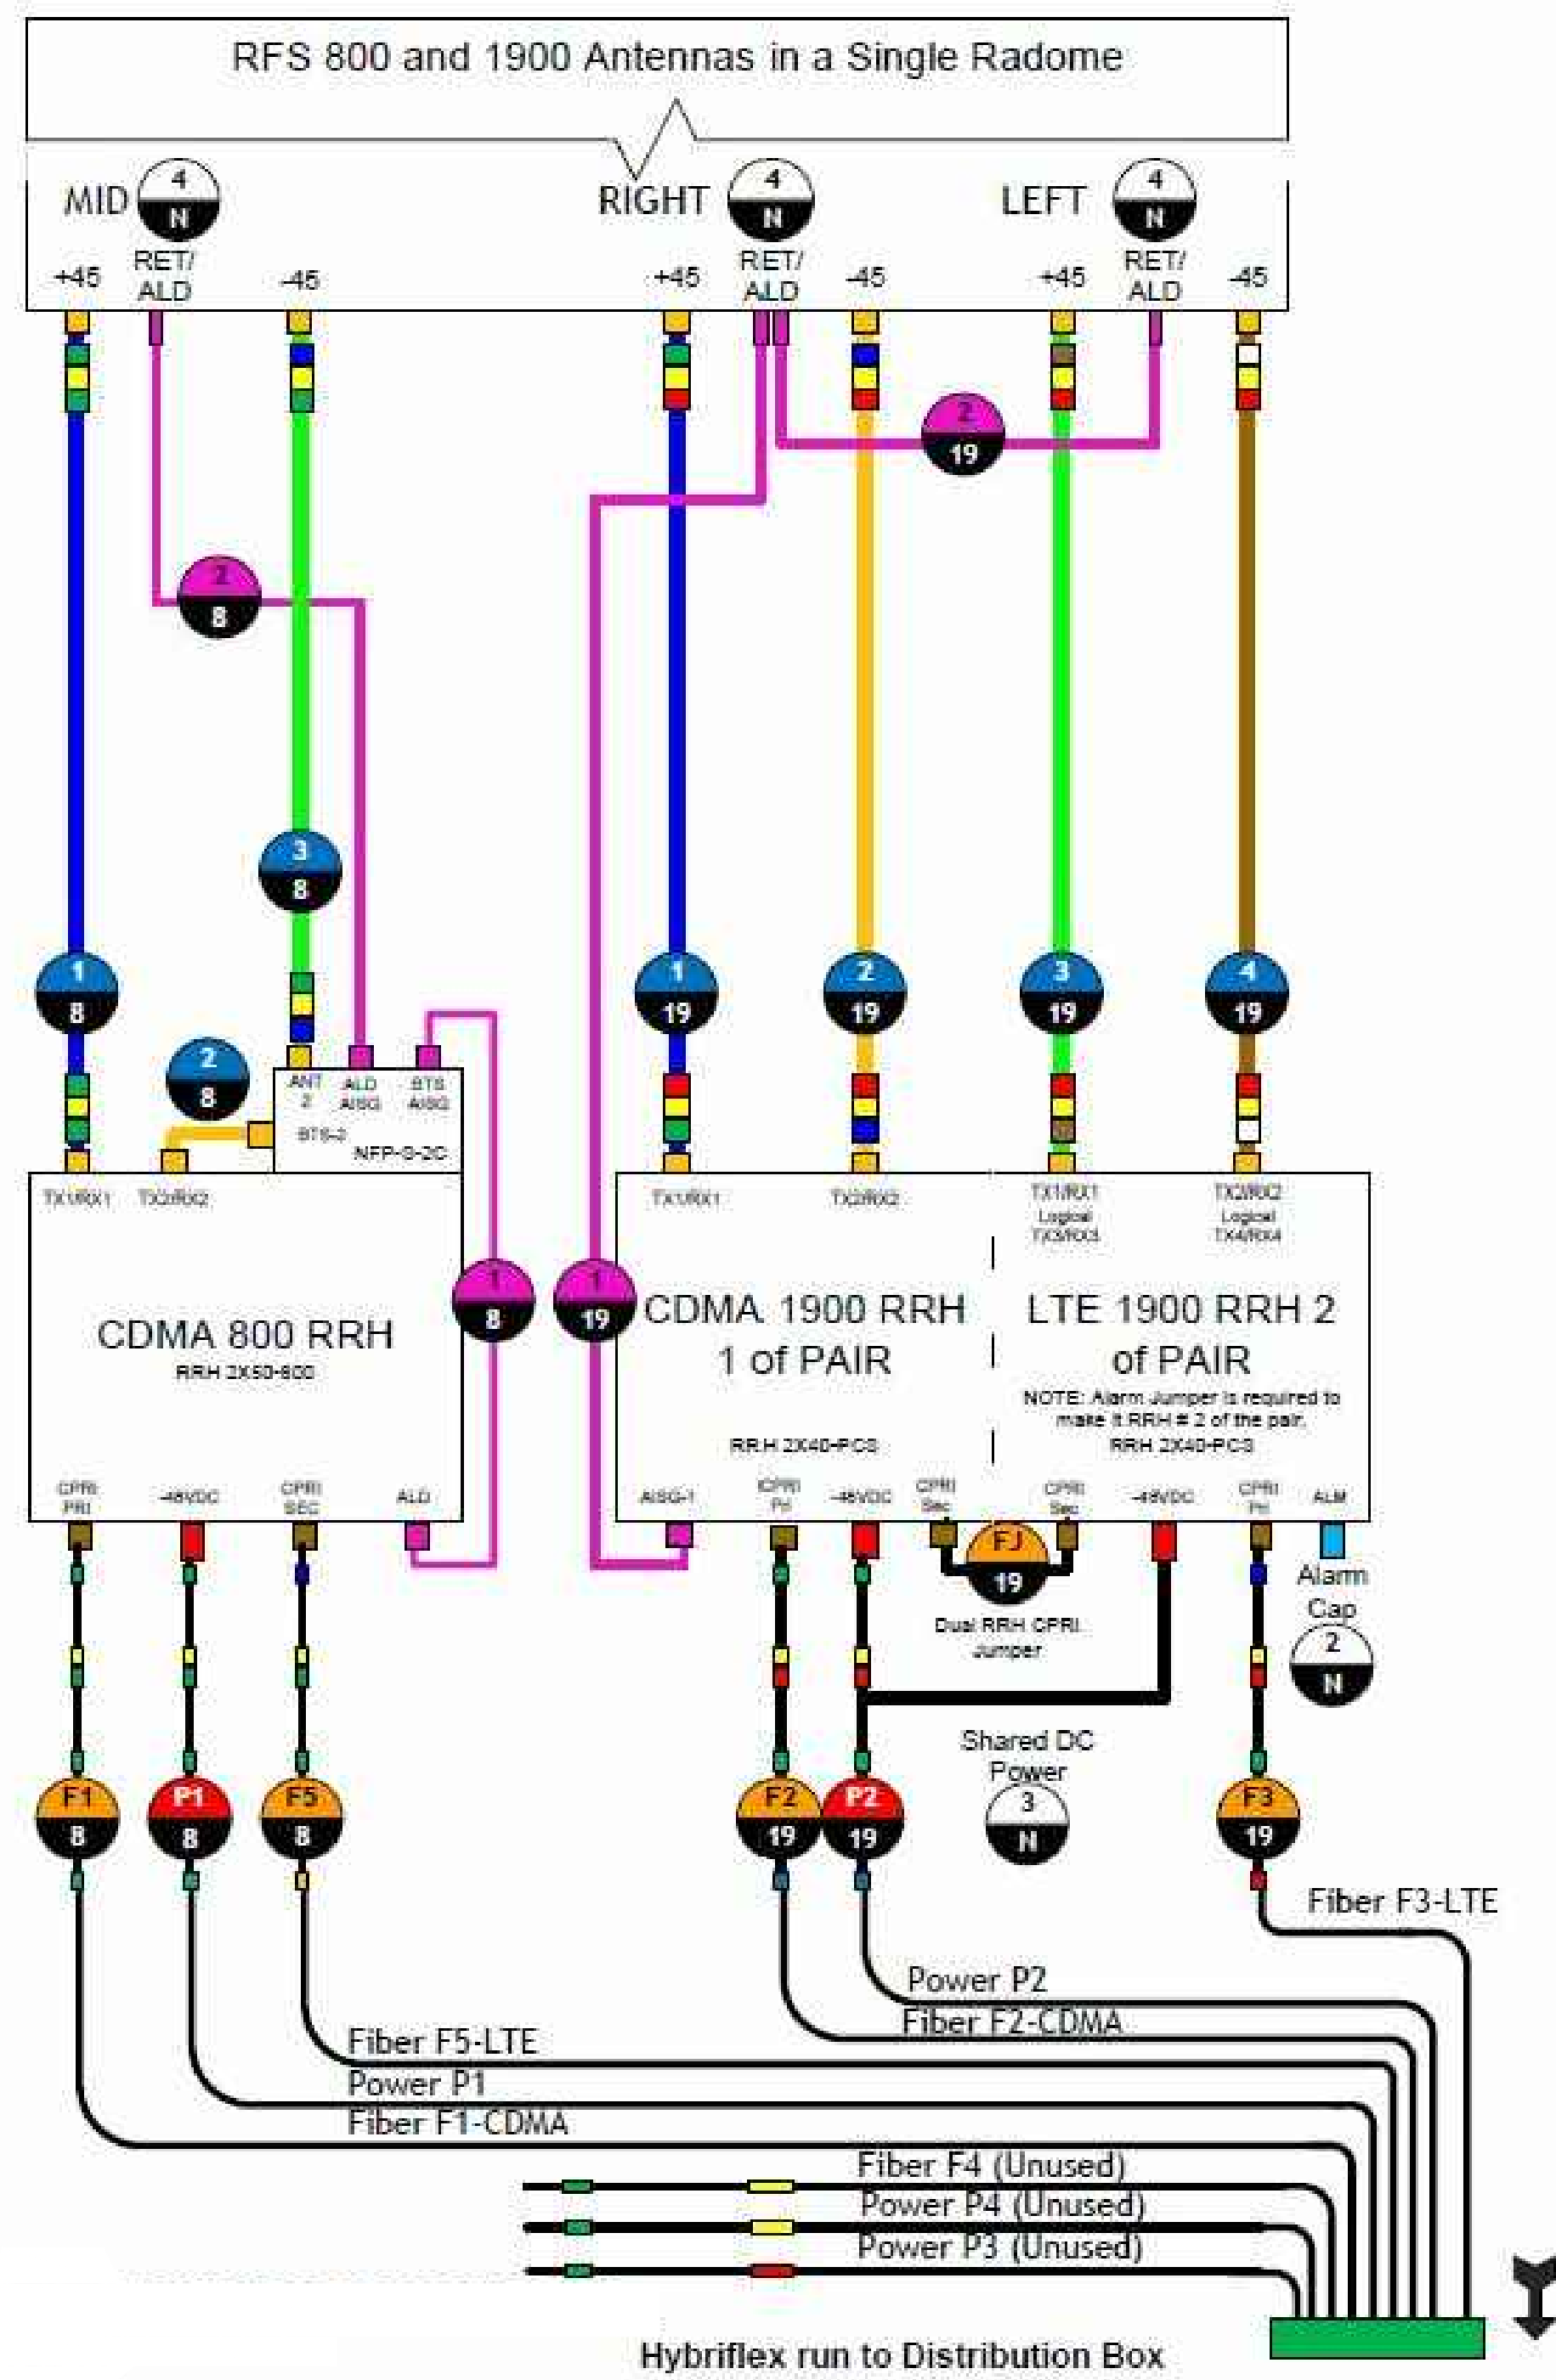 RFS 800 and 1900 Antennas in a Single Radome
MID 4 N RIGHT 4 N LEFT 4 N
+45 RET/ ALD -45 +45 RET/ ALD -45 +45 RET/ ALD -45
2 19
2 8
3 8
1 8
1 19
2 19
3 19
4 19
2 8
ANT 2
ALD AISG
BTS AISG
BTS-2
NFP-S-2C
TX1/RX1 TX2/RX2
TX1/RX1 TX2/RX2
TX1/RX1 Logical TX3/RX3
TX2/RX2 Logical TX4/RX4
1 8
1 19
CDMA 800 RRH
RRH 2X50-800
CDMA 1900 RRH
1 of PAIR
RRH 2X40-PCS
LTE 1900 RRH 2
of PAIR
NOTE: Alarm Jumper is required to
make it RRH # 2 of the pair.
RRH 2X40-PCS
CPRI PRI
-48VDC
CPRI SEC
ALD
AISG-1
CPRI Pri
-48VDC
CPRI Sec
CPRI Sec
-48VDC
CPRI Pri
ALM
FJ 19
Dual RRH CPRI
Jumper
Alarm
Cap
2 N
Shared DC
Power
3 N
F1 8
P1 8
F5 8
F2 19
P2 19
F3 19
Fiber F3-LTE
Power P2
Fiber F2-CDMA
Fiber F5-LTE
Power P1
Fiber F1-CDMA
Fiber F4 (Unused)
Power P4 (Unused)
Power P3 (Unused)
Hybriflex run to Distribution Box